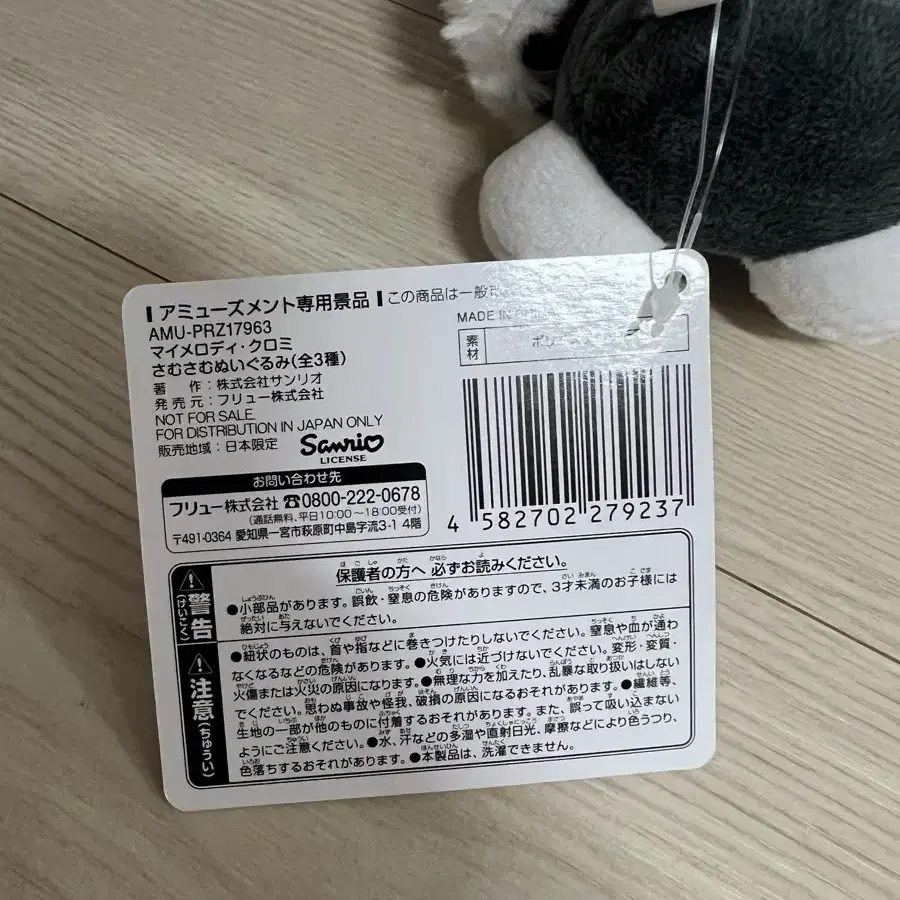 アミューズメント専用景品 この商品は一般
AMU-PRZ17963
マイメロディ・クロミ
さむさむぬいぐるみ(全3種)
著 作:株式会社サンリオ
発 売 元:フリュー株式会社
NOT FOR SALE
FOR DISTRIBUTION IN JAPAN ONLY
販売地域:日本限定
Sanrio
LICENSE
お問い合わせ先
フリュー株式会社 ☎0800-222-0678
(通話無料、平日10:00～18:00受付)
〒491-0364 愛知県一宮市萩原町中島字流3-1 4階
MADE IN
素材
4 582702 279237
保護者の方へ 必ずお読みください。
警告(けいこく)
●小部品があります。誤飲・窒息の危険がありますので、3才未満のお子様には
絶対に与えないでください。
注意(ちゅうい)
●紐状のものは、首や指などに巻きつけたりしないでください。窒息や血が通わ
なくなるなどの危険があります。●火気には近づけないでください。変形・変質・
火傷または火災の原因になります。●無理な力を加えたり、乱暴な取り扱いはしない
でください。思わぬ事故や怪我、破損の原因になるおそれがあります。●繊維等、
生地の一部が他のものに付着するおそれがあります。また、誤って吸い込まない
ようにご注意ください。●水、汗などの多湿や直射日光、摩擦などにより色うつり、
色落ちするおそれがあります。●本製品は、洗濯できません。